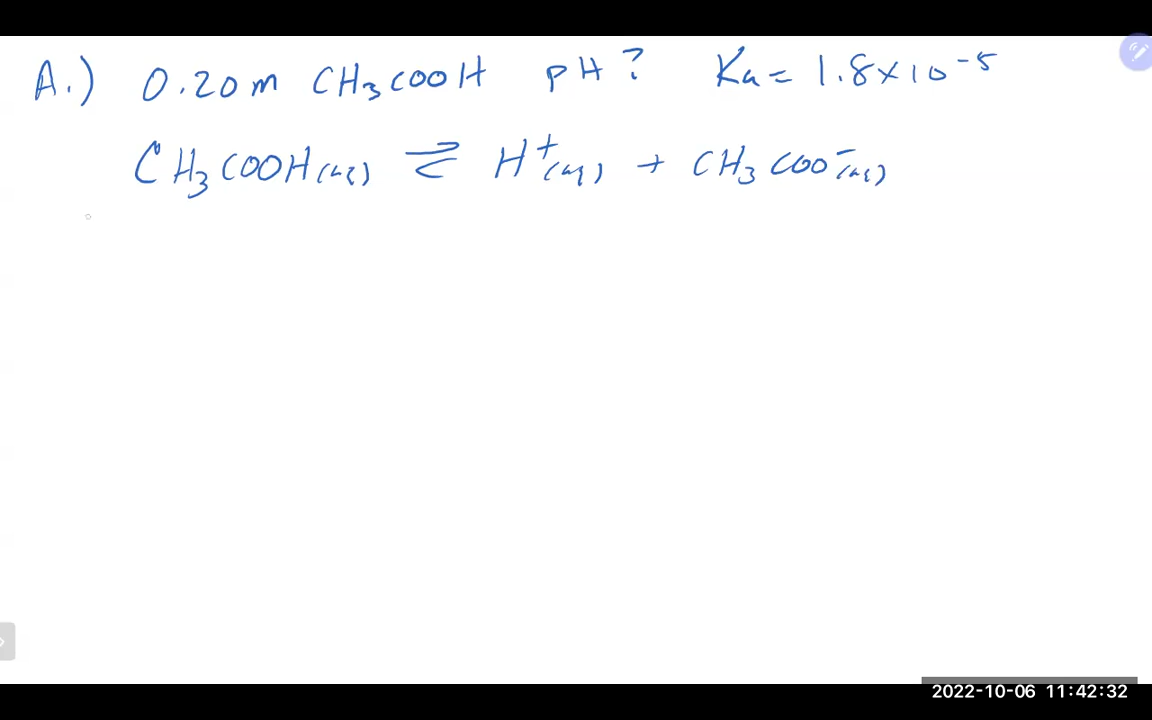 A.) 0.20 m CH₃COOH pH? Ka = 1.8×10⁻⁵
CH₃COOH(aq) ⇌ H⁺(aq) + CH₃COO⁻(aq)
2022-10-06 11:42:32